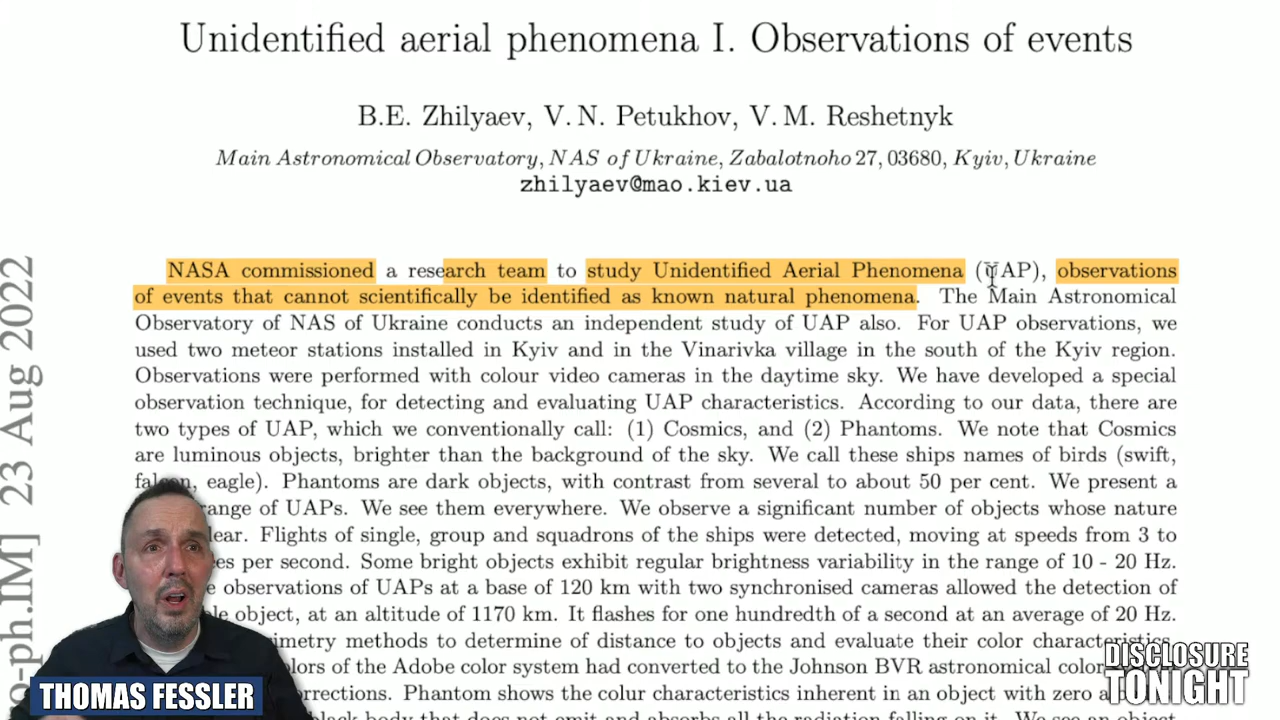 Unidentified aerial phenomena I. Observations of events
B.E. Zhilyaev, V. N. Petukhov, V. M. Reshetnyk
Main Astronomical Observatory, NAS of Ukraine, Zabalotnoho 27, 03680, Kyiv, Ukraine
zhilyaev@mao.kiev.ua
NASA commissioned a research team to study Unidentified Aerial Phenomena (UAP), observations
of events that cannot scientifically be identified as known natural phenomena. The Main Astronomical
Observatory of NAS of Ukraine conducts an independent study of UAP also. For UAP observations, we
used two meteor stations installed in Kyiv and in the Vinarivka village in the south of the Kyiv region.
Observations were performed with colour video cameras in the daytime sky. We have developed a special
observation technique, for detecting and evaluating UAP characteristics. According to our data, there are
two types of UAP, which we conventionally call: (1) Cosmics, and (2) Phantoms. We note that Cosmics
are luminous objects, brighter than the background of the sky. We call these ships names of birds (swift,
falcon, eagle). Phantoms are dark objects, with contrast from several to about 50 per cent. We present a
range of UAPs. We see them everywhere. We observe a significant number of objects whose nature
Flights of single, group and squadrons of the ships were detected, moving at speeds from 3 to
per second. Some bright objects exhibit regular brightness variability in the range of 10 - 20 Hz.
observations of UAPs at a base of 120 km with two synchronised cameras allowed the detection of
object, at an altitude of 1170 km. It flashes for one hundredth of a second at an average of 20 Hz.
methods to determine of distance to objects and evaluate their color characteristics.
of the Adobe color system had converted to the Johnson BVR astronomical color
Phantom shows the colur characteristics inherent in an object with zero
black body that does not emit and absorbs all the radiation falling on it. We see an object
23 Aug 2022
THOMAS FESSLER
DISCLOSURE
TONIGHT